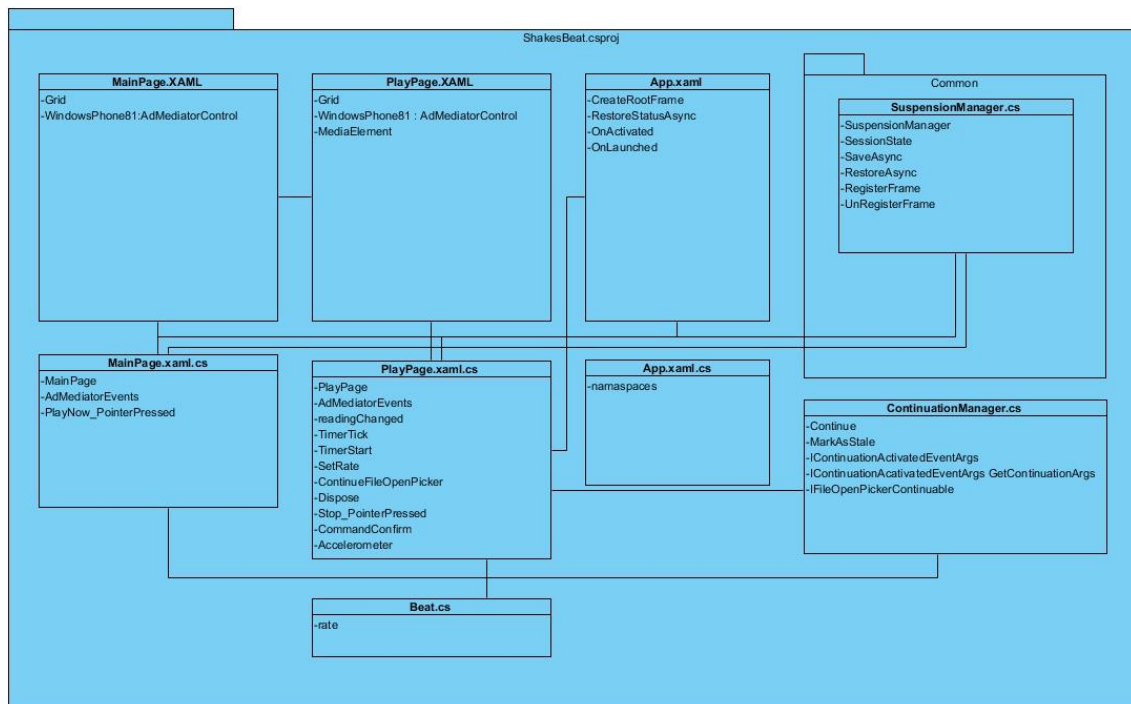 ShakesBeat.csproj
MainPage.XAML
-Grid
-WindowsPhone81:AdMediatorControl
PlayPage.XAML
-Grid
-WindowsPhone81 : AdMediatorControl
-MediaElement
App.xaml
-CreateRootFrame
-RestoreStatusAsync
-OnActivated
-OnLaunched
Common
SuspensionManager.cs
-SuspensionManager
-SessionState
-SaveAsync
-RestoreAsync
-RegisterFrame
-UnRegisterFrame
MainPage.xaml.cs
-MainPage
-AdMediatorEvents
-PlayNow_PointerPressed
PlayPage.xaml.cs
-PlayPage
-AdMediatorEvents
-readingChanged
-TimerTick
-TimerStart
-SetRate
-ContinueFileOpenPicker
-Dispose
-Stop_PointerPressed
-CommandConfirm
-Accelerometer
App.xaml.cs
-namaspaces
ContinuationManager.cs
-Continue
-MarkAsStale
-IContinuationActivatedEventArgs
-IContinuationAcativatedEventArgs GetContinuationArgs
-IFileOpenPickerContinuable
Beat.cs
-rate